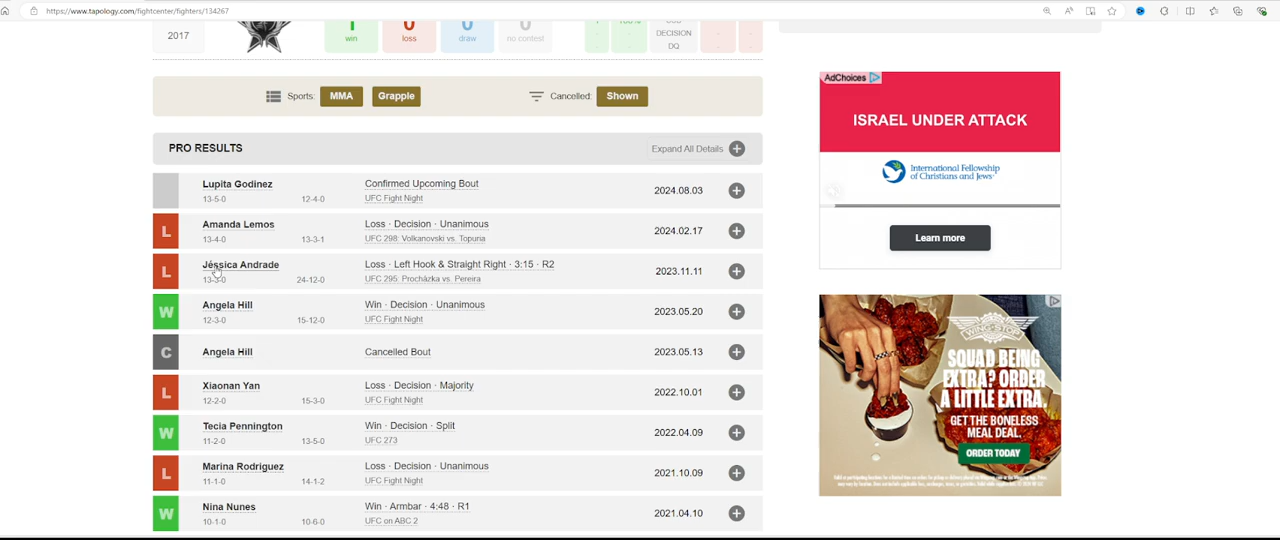 https://www.tapology.com/fightcenter/fighters/134267
2017
1
win
0
loss
0
draw
0
no contest
DECISION
DQ
Sports: MMA Grapple Cancelled: Shown
PRO RESULTS Expand All Details
Lupita Godinez Confirmed Upcoming Bout 2024.08.03
13-5-0 12-4-0 UFC Fight Night
L Amanda Lemos Loss · Decision · Unanimous 2024.02.17
13-4-0 13-3-1 UFC 298: Volkanovski vs. Topuria
L Jéssica Andrade Loss · Left Hook & Straight Right · 3:15 · R2 2023.11.11
13-3-0 24-12-0 UFC 295: Procházka vs. Pereira
W Angela Hill Win · Decision · Unanimous 2023.05.20
12-3-0 15-12-0 UFC Fight Night
C Angela Hill Cancelled Bout 2023.05.13
L Xiaonan Yan Loss · Decision · Majority 2022.10.01
12-2-0 15-3-0 UFC Fight Night
W Tecia Pennington Win · Decision · Split 2022.04.09
11-2-0 13-5-0 UFC 273
L Marina Rodriguez Loss · Decision · Unanimous 2021.10.09
11-1-0 14-1-2 UFC Fight Night
W Nina Nunes Win · Armbar · 4:48 · R1 2021.04.10
10-1-0 10-6-0 UFC on ABC 2
AdChoices
ISRAEL UNDER ATTACK
International Fellowship
of Christians and Jews
Learn more
WING·STOP
SQUAD BEING
EXTRA? ORDER
A LITTLE EXTRA.
GET THE BONELESS
MEAL DEAL.
ORDER TODAY